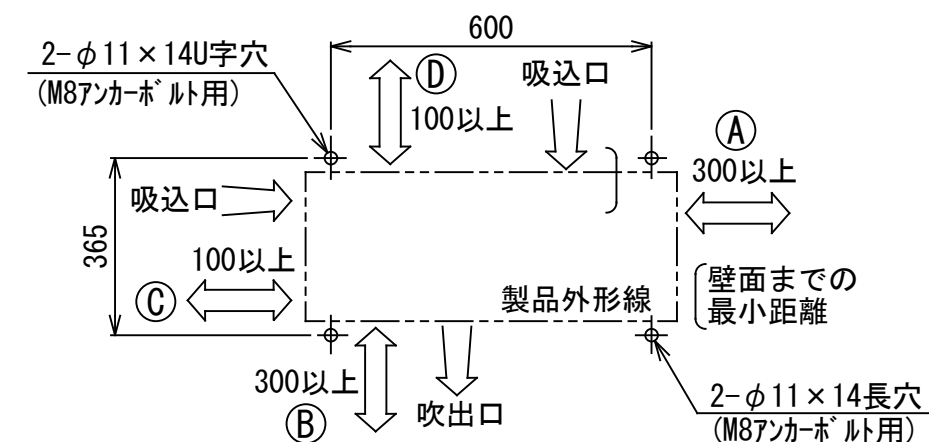 600
2-φ11×14U字穴
(M8アンカーボルト用)
Ⓓ
100以上
吸込口
Ⓐ
300以上
吸込口
365
100以上
Ⓒ
製品外形線
壁面までの
最小距離
300以上
Ⓑ
吹出口
2-φ11×14長穴
(M8アンカーボルト用)